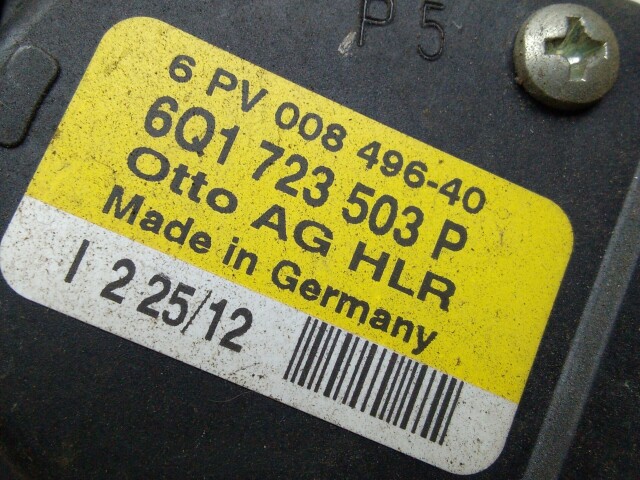 P 5
6 PV 008 496-40
6Q1 723 503 P
Otto AG HLR
Made in Germany
I 2 25/12